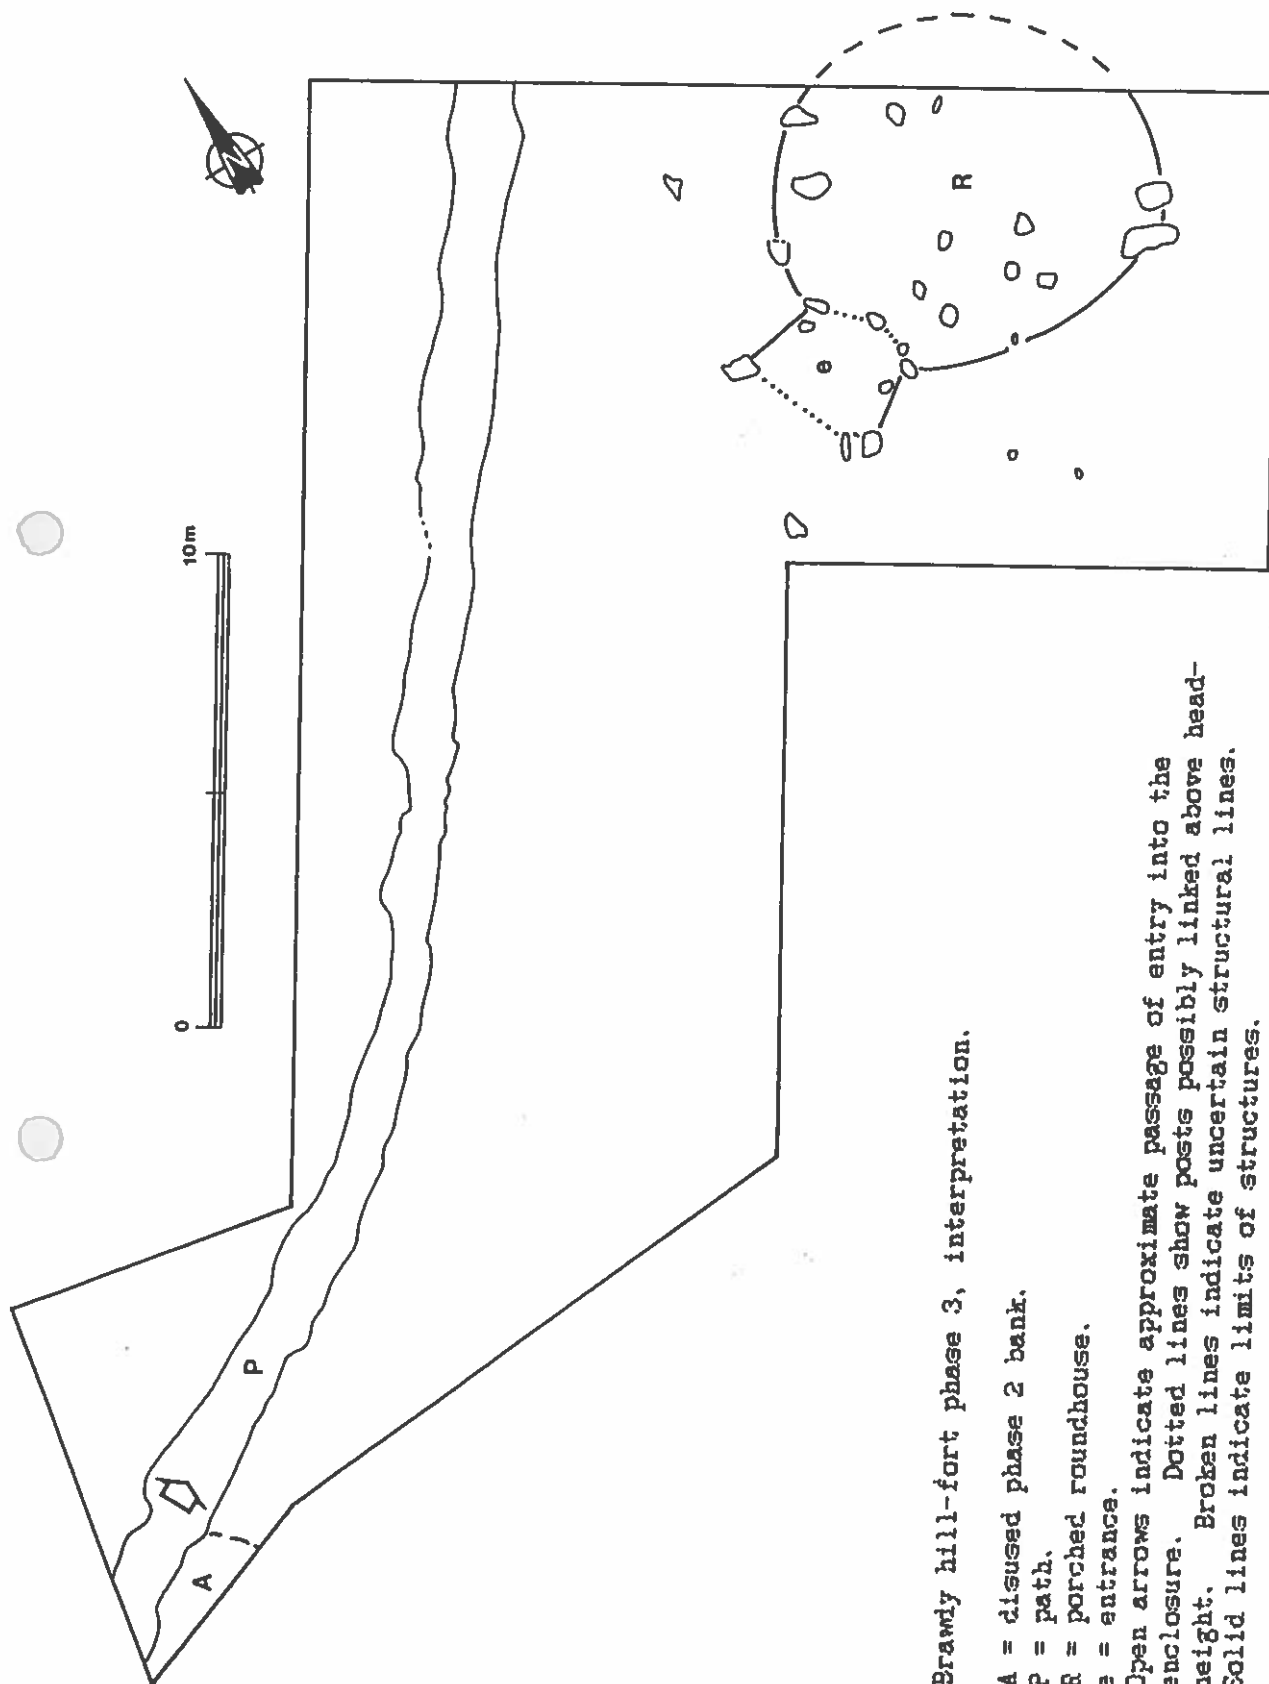 N
0
10m
P
A
R
e
Brawdy hill-fort phase 3, interpretation.
A = disused phase 2 bank.
P = path.
R = porched roundhouse.
e = entrance.
Open arrows indicate approximate passage of entry into the
enclosure. Dotted lines show posts possibly linked above head-
height. Broken lines indicate uncertain structural lines.
Solid lines indicate limits of structures.